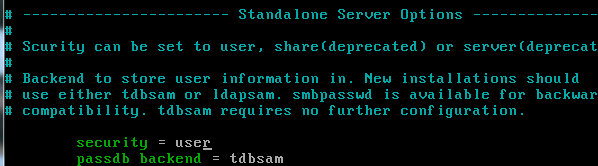 # ----------------------- Standalone Server Options -------------
#
# Scurity can be set to user, share(deprecated) or server(deprecat
#
# Backend to store user information in. New installations should
# use either tdbsam or ldapsam. smbpasswd is available for backwar
# compatibility. tdbsam requires no further configuration.
security = user
passdb backend = tdbsam